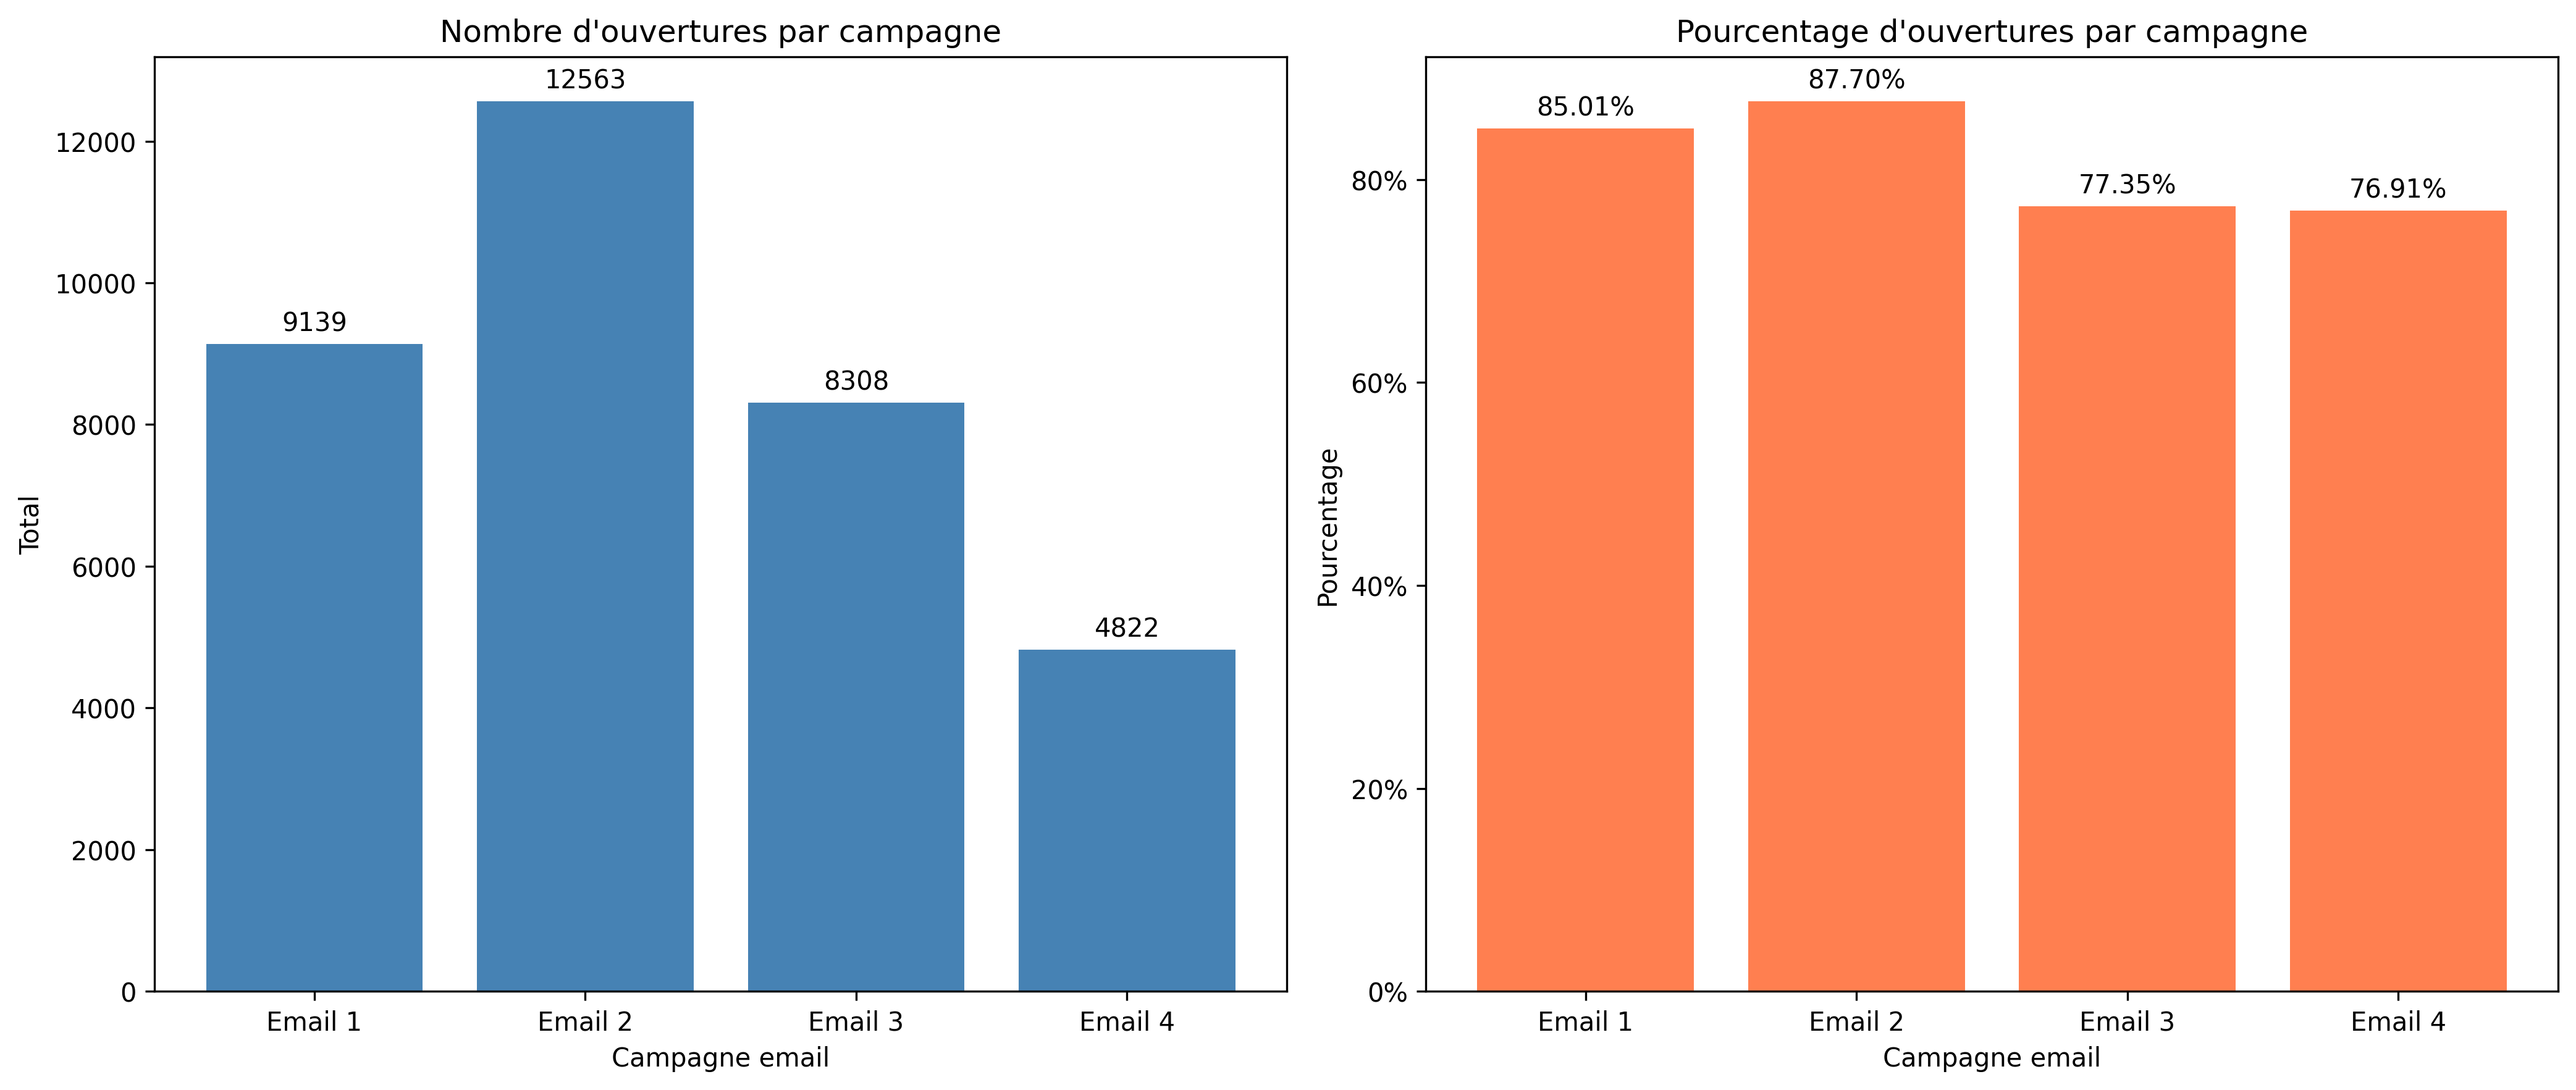 Nombre d'ouvertures par campagne
12563
9139
8308
4822
12000
10000
8000
6000
4000
2000
0
Total
Email 1
Email 2
Email 3
Email 4
Campagne email
Pourcentage d'ouvertures par campagne
85.01%
87.70%
77.35%
76.91%
80%
60%
40%
20%
0%
Pourcentage
Email 1
Email 2
Email 3
Email 4
Campagne email